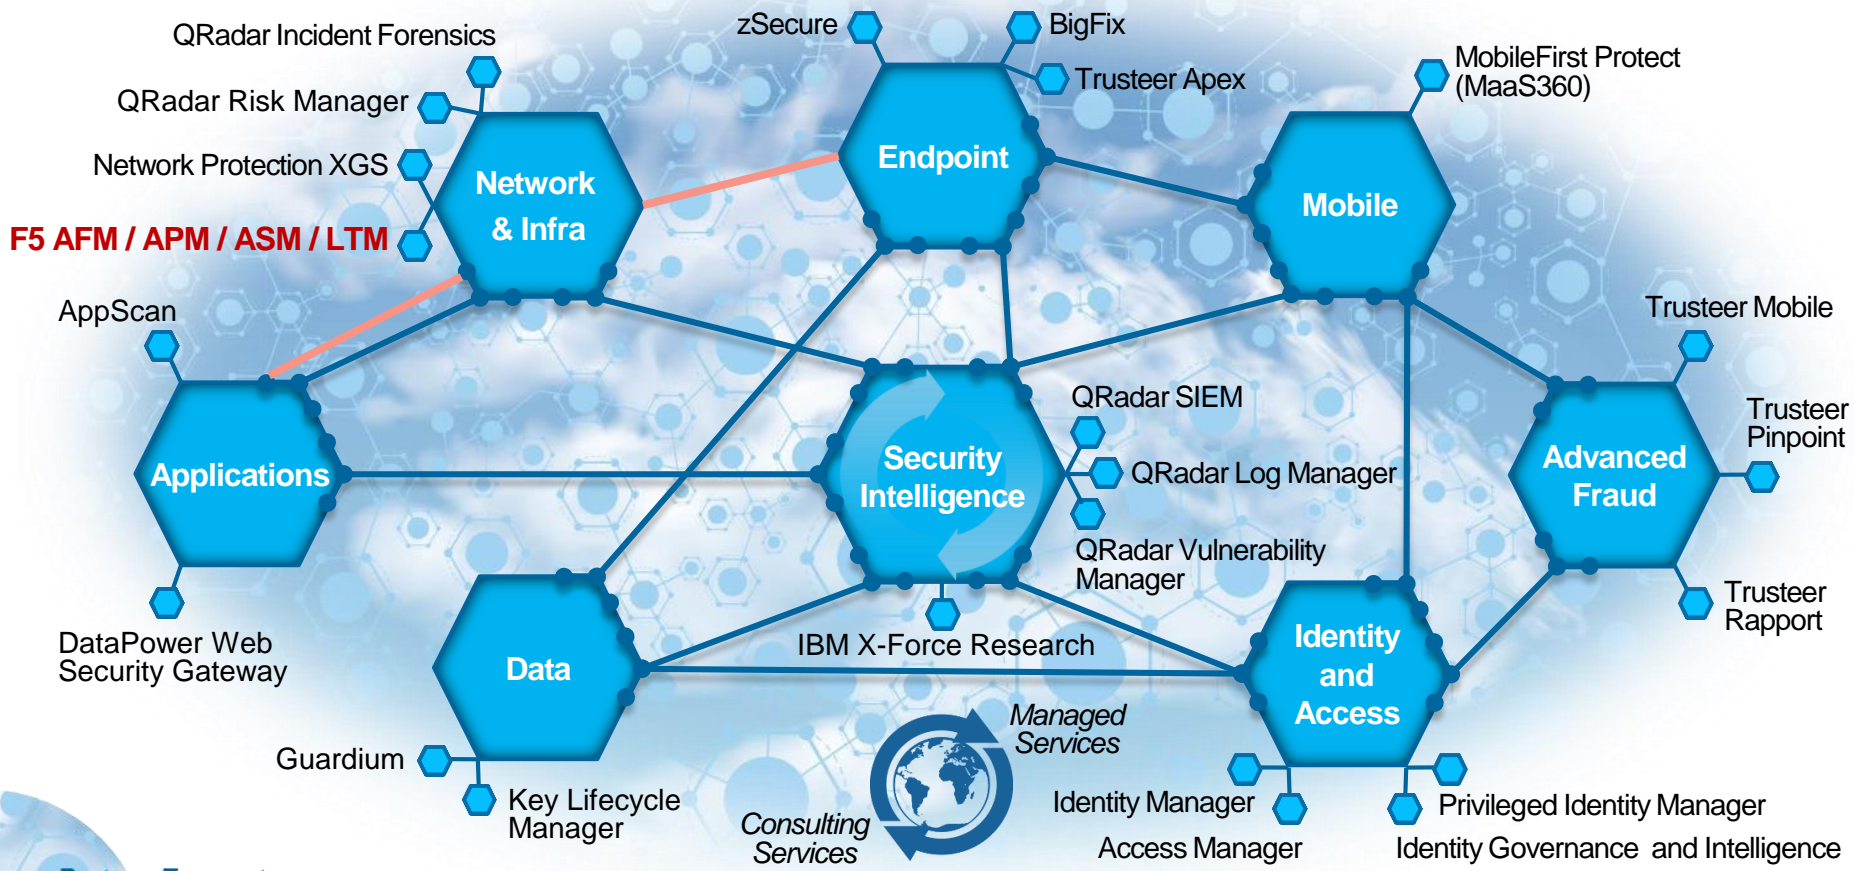 QRadar Incident Forensics
QRadar Risk Manager
Network Protection XGS
F5 AFM / APM / ASM / LTM
Network
& Infra
zSecure
BigFix
Trusteer Apex
Endpoint
MobileFirst Protect
(MaaS360)
Mobile
AppScan
Applications
DataPower Web
Security Gateway
Security
Intelligence
QRadar SIEM
QRadar Log Manager
QRadar Vulnerability
Manager
IBM X-Force Research
Trusteer Mobile
Trusteer
Pinpoint
Advanced
Fraud
Trusteer
Rapport
Data
Guardium
Key Lifecycle
Manager
Managed
Services
Consulting
Services
Identity
and
Access
Identity Manager
Access Manager
Privileged Identity Manager
Identity Governance and Intelligence